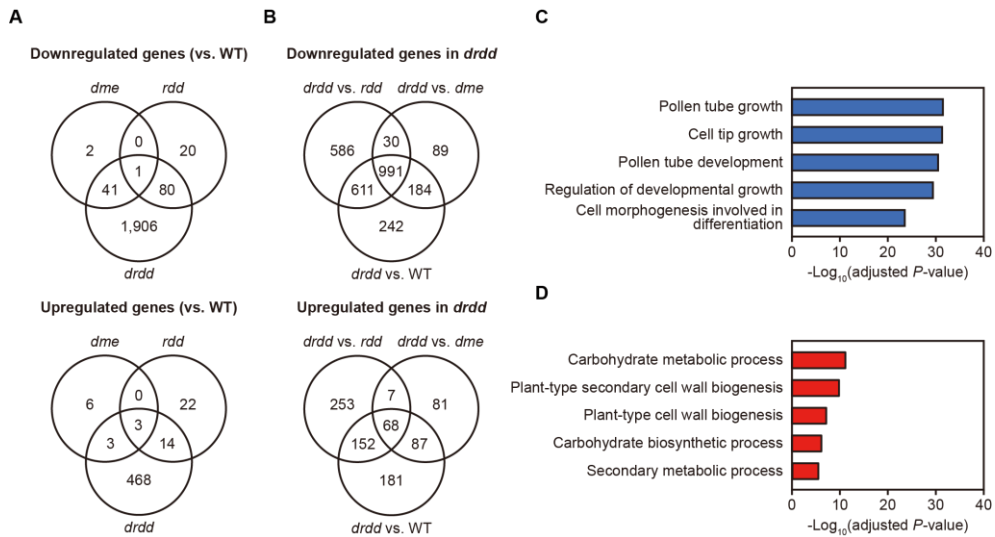 A
Downregulated genes (vs. WT)
dme
rdd
2
0
20
1
41
80
1,906
drdd
Upregulated genes (vs. WT)
dme
rdd
6
0
22
3
3
14
468
drdd
B
Downregulated genes in drdd
drdd vs. rdd
drdd vs. dme
586
30
89
991
611
184
242
drdd vs. WT
Upregulated genes in drdd
drdd vs. rdd
drdd vs. dme
253
7
81
68
152
87
181
drdd vs. WT
C
Pollen tube growth
Cell tip growth
Pollen tube development
Regulation of developmental growth
Cell morphogenesis involved in
differentiation
0 10 20 30 40
-Log₁₀(adjusted P-value)
D
Carbohydrate metabolic process
Plant-type secondary cell wall biogenesis
Plant-type cell wall biogenesis
Carbohydrate biosynthetic process
Secondary metabolic process
0 10 20 30 40
-Log₁₀(adjusted P-value)